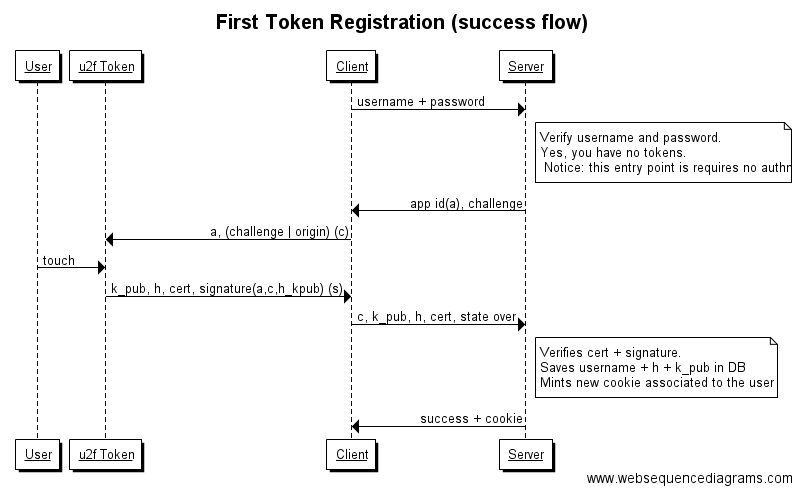 First Token Registration (success flow)
User
u2f Token
Client
Server
username + password
Verify username and password.
Yes, you have no tokens.
Notice: this entry point is requires no authn
app id(a), challenge
a, (challenge | origin) (c)
touch
k_pub, h, cert, signature(a,c,h_kpub) (s)
c, k_pub, h, cert, state over
Verifies cert + signature.
Saves username + h + k_pub in DB
Mints new cookie associated to the user
success + cookie
User
u2f Token
Client
Server
www.websequencediagrams.com